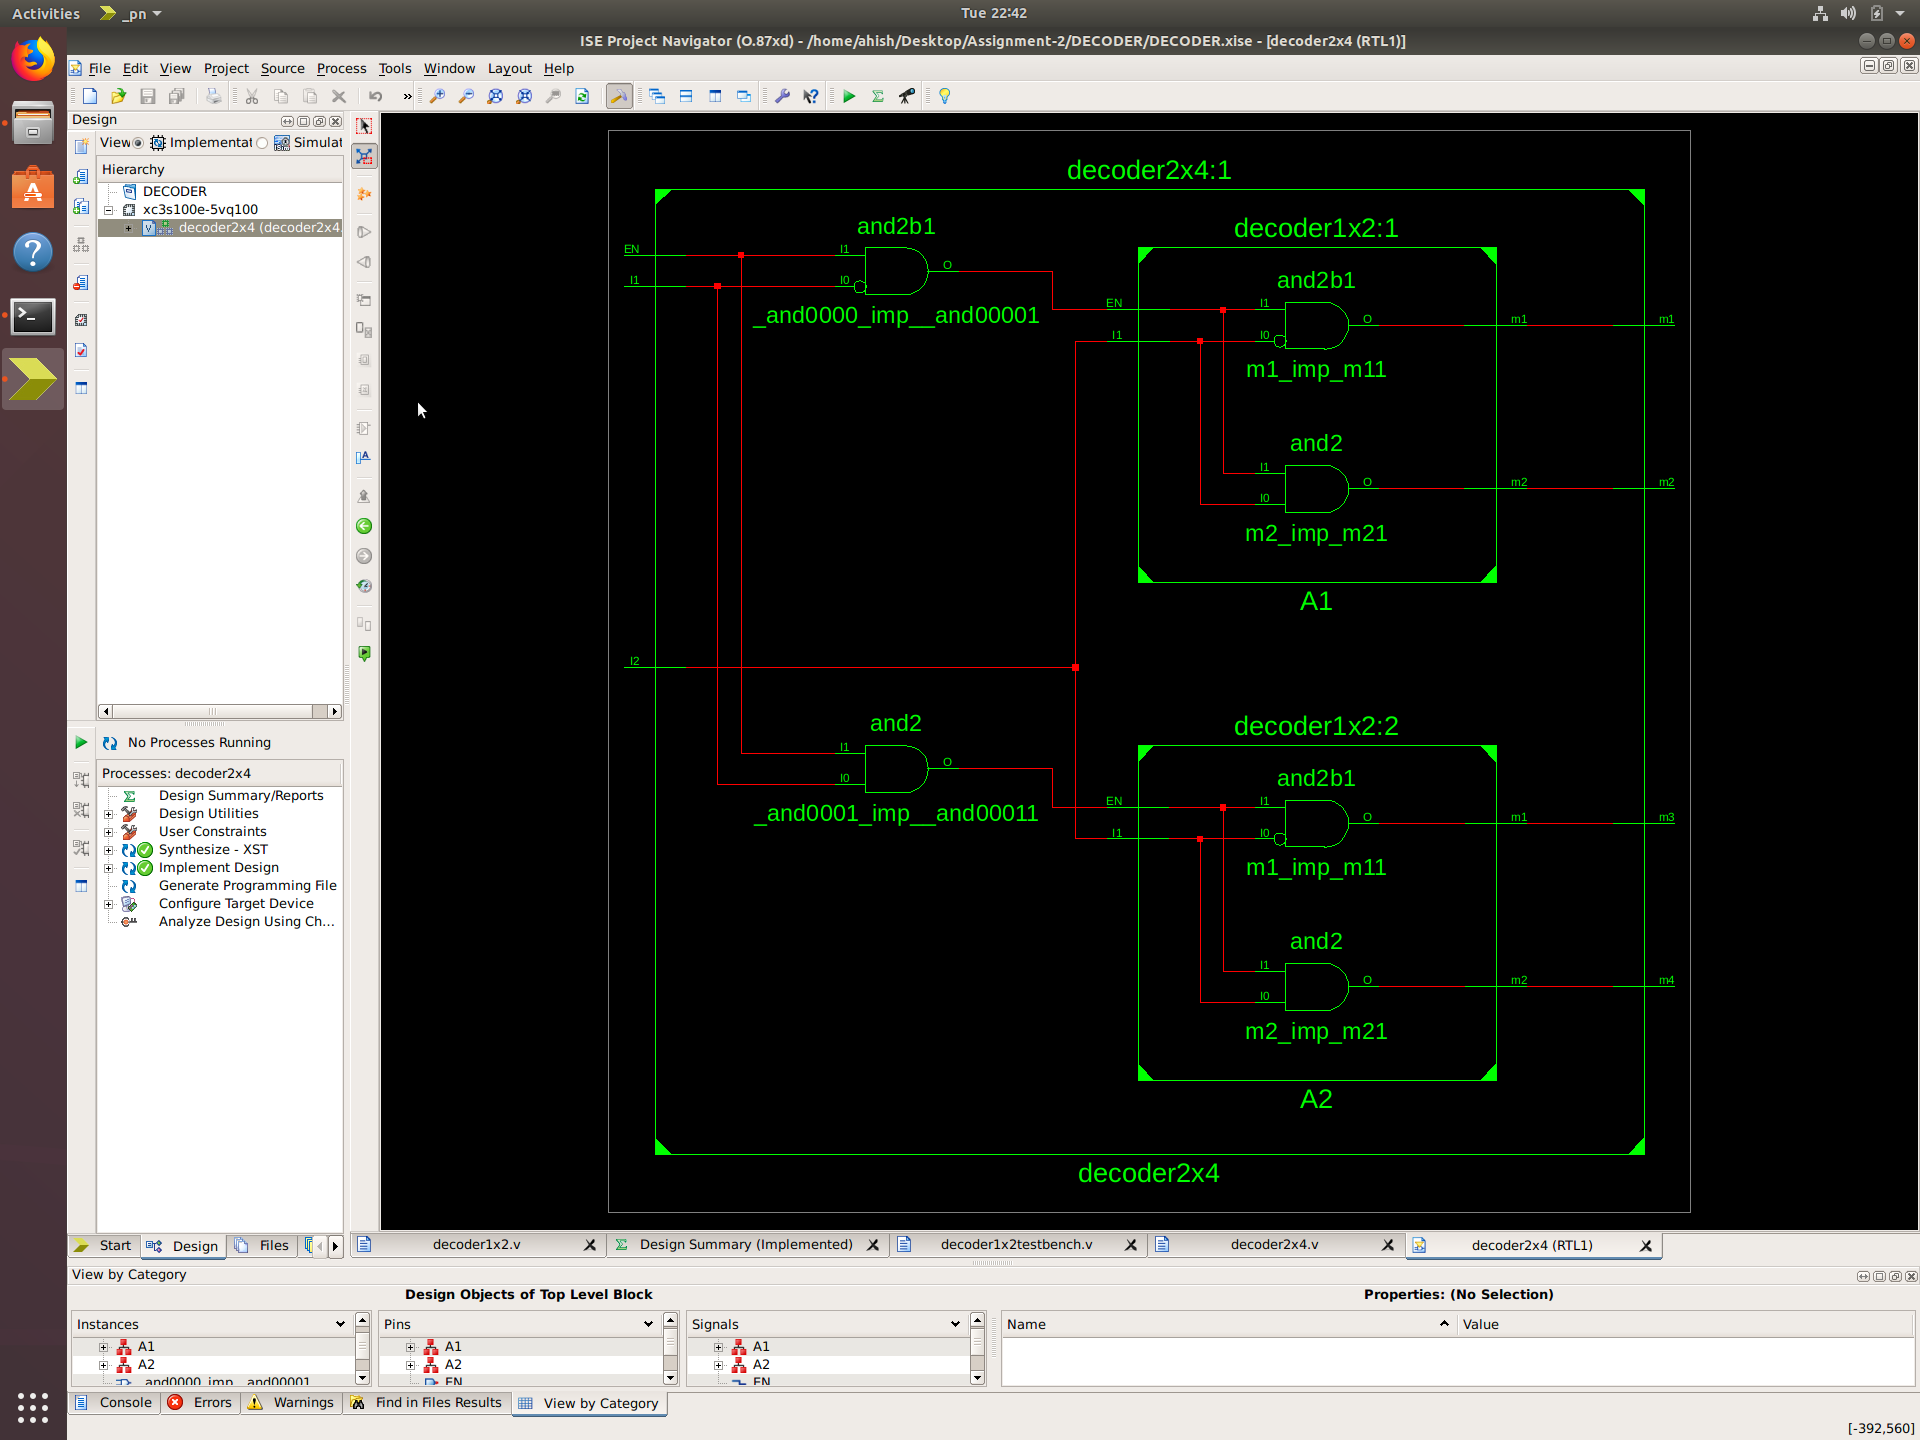 Activities
_pn
Tue 22:42
ISE Project Navigator (O.87xd) - /home/ahish/Desktop/Assignment-2/DECODER/DECODER.xise - [decoder2x4 (RTL1)]
File Edit View Project Source Process Tools Window Layout Help
Design
View Implementat Simulat
Hierarchy
DECODER
xc3s100e-5vq100
decoder2x4 (decoder2x4.
No Processes Running
Processes: decoder2x4
Design Summary/Reports
Design Utilities
User Constraints
Synthesize - XST
Implement Design
Generate Programming File
Configure Target Device
Analyze Design Using Ch...
Start Design Files
decoder2x4:1
and2b1
EN
I1
I1
I0
O
_and0000_imp__and00001
decoder1x2:1
and2b1
EN
I1
I1
I0
O
m1
m1
m1_imp_m11
and2
I1
I0
O
m2
m2
m2_imp_m21
A1
I2
and2
I1
I0
O
_and0001_imp__and00011
decoder1x2:2
and2b1
EN
I1
I1
I0
O
m1
m3
m1_imp_m11
and2
I1
I0
O
m2
m4
m2_imp_m21
A2
decoder2x4
decoder1x2.v
Design Summary (Implemented)
decoder1x2testbench.v
decoder2x4.v
decoder2x4 (RTL1)
View by Category
Design Objects of Top Level Block
Properties: (No Selection)
Instances
A1
A2
_and0000_imp__and00001
Pins
A1
A2
EN
Signals
A1
A2
EN
Name Value
Console Errors Warnings Find in Files Results View by Category
[-392,560]